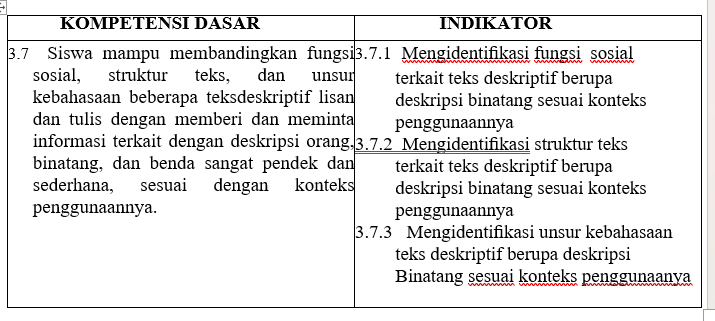 KOMPETENSI DASAR
INDIKATOR
3.7 Siswa mampu membandingkan fungsi
sosial, struktur teks, dan unsur
kebahasaan beberapa teksdeskriptif lisan
dan tulis dengan memberi dan meminta
informasi terkait dengan deskripsi orang,
binatang, dan benda sangat pendek dan
sederhana, sesuai dengan konteks
penggunaannya.
3.7.1 Mengidentifikasi fungsi sosial
terkait teks deskriptif berupa
deskripsi binatang sesuai konteks
penggunaannya
3.7.2 Mengidentifikasi struktur teks
terkait teks deskriptif berupa
deskripsi binatang sesuai konteks
penggunaannya
3.7.3 Mengidentifikasi unsur kebahasaan
teks deskriptif berupa deskripsi
Binatang sesuai konteks penggunaanya